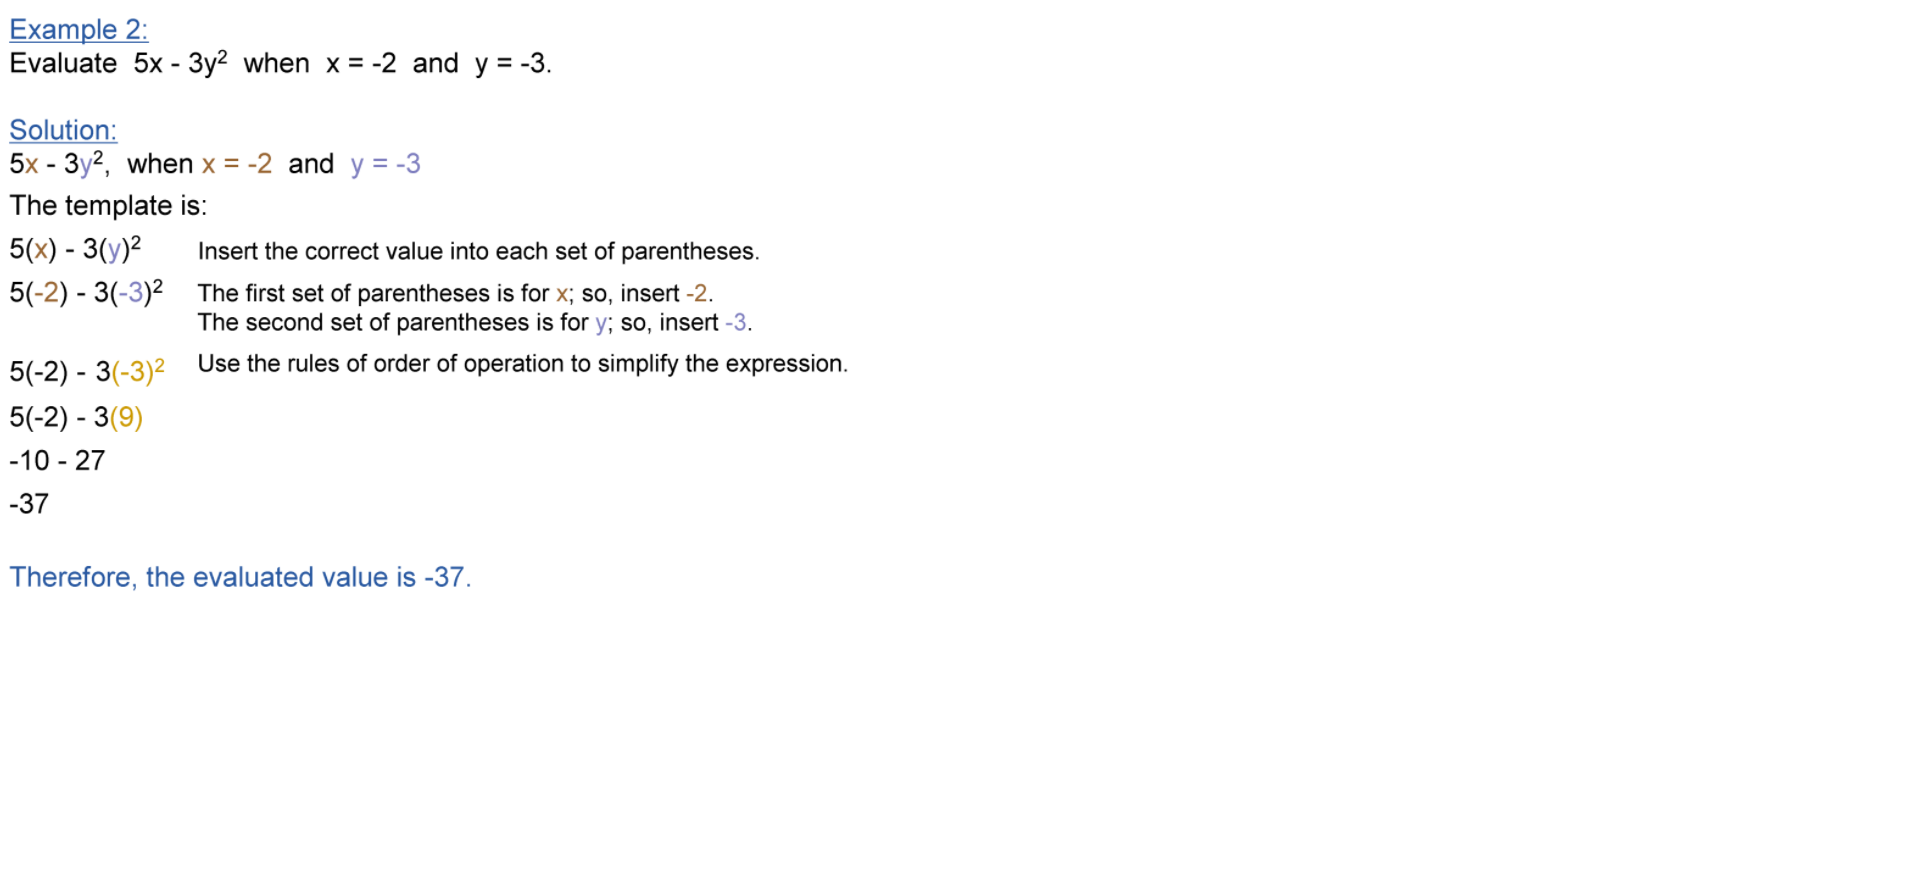 Example 2:
Evaluate 5x - 3y² when x = -2 and y = -3.
Solution:
5x - 3y², when x = -2 and y = -3
The template is:
5(x) - 3(y)² Insert the correct value into each set of parentheses.
5(-2) - 3(-3)² The first set of parentheses is for x; so, insert -2.
The second set of parentheses is for y; so, insert -3.
5(-2) - 3(-3)² Use the rules of order of operation to simplify the expression.
5(-2) - 3(9)
-10 - 27
-37
Therefore, the evaluated value is -37.